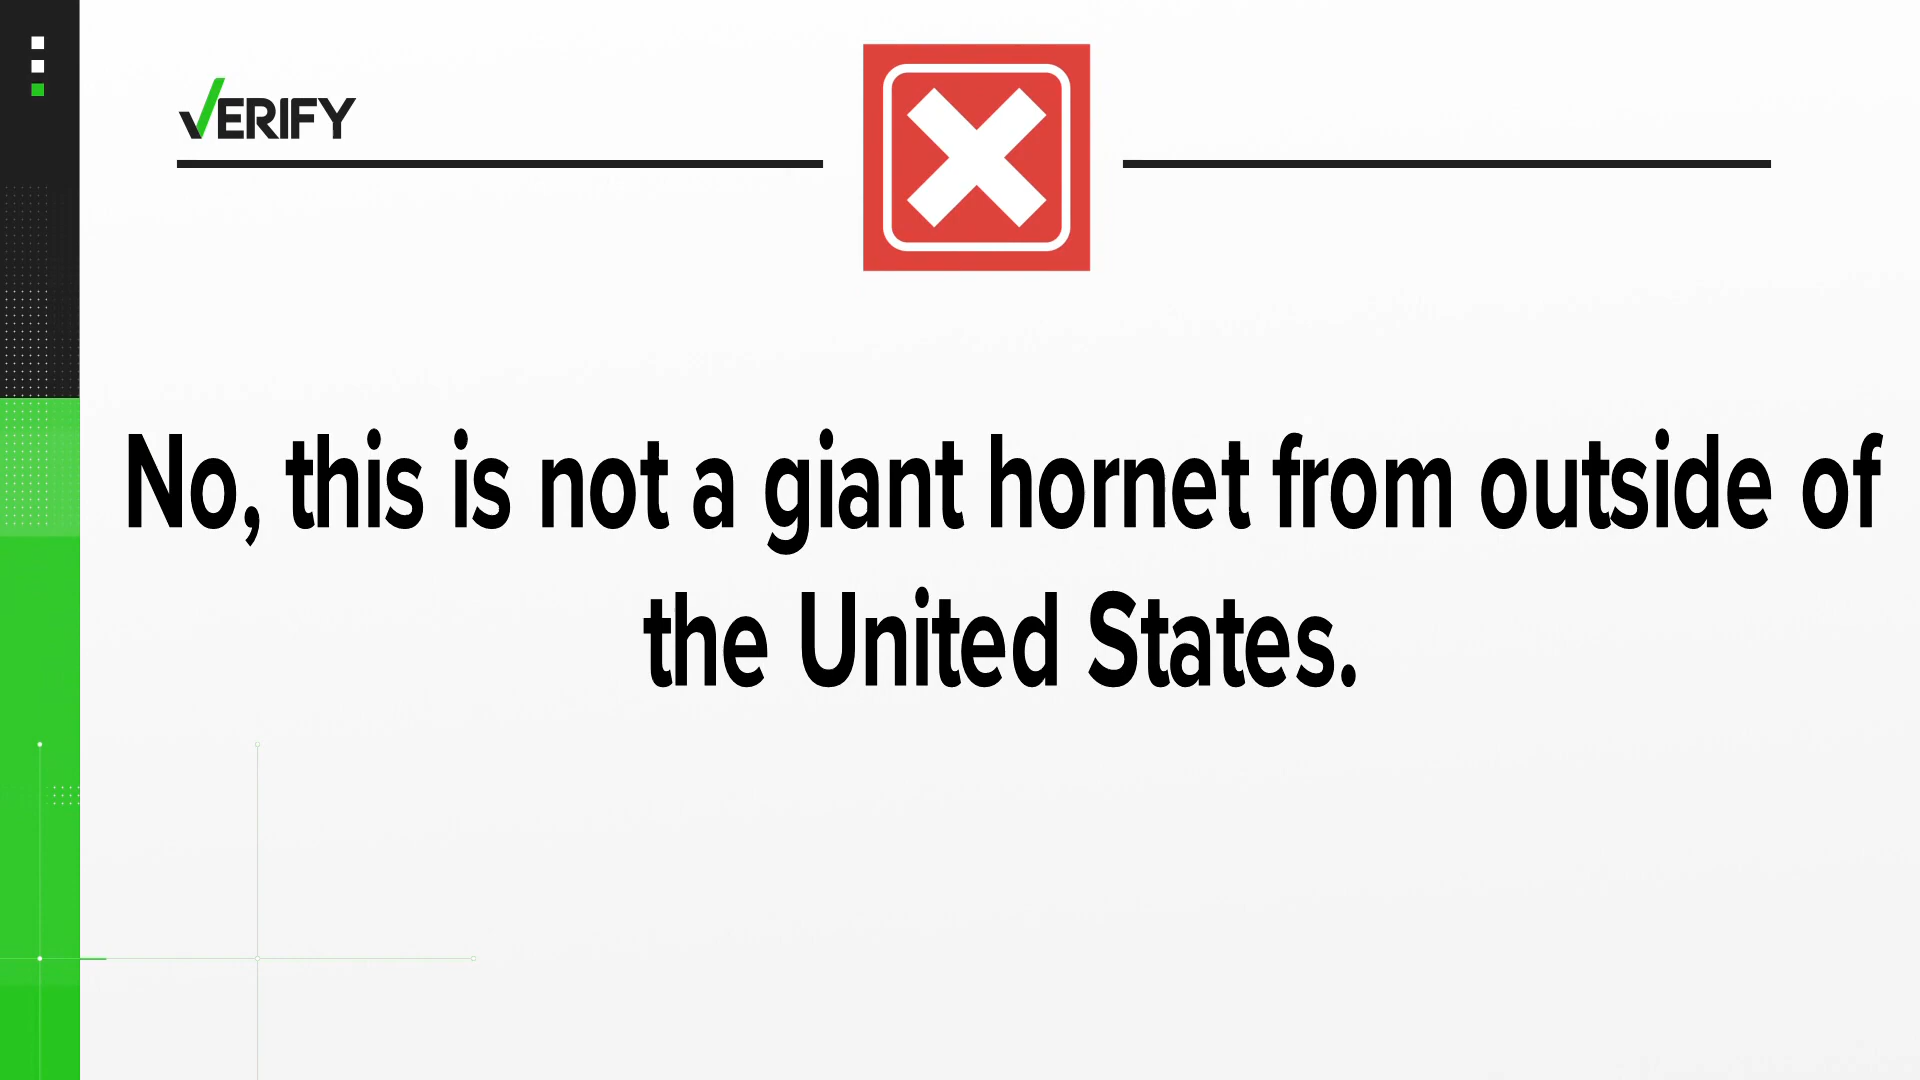 VERIFY
No, this is not a giant hornet from outside of
the United States.